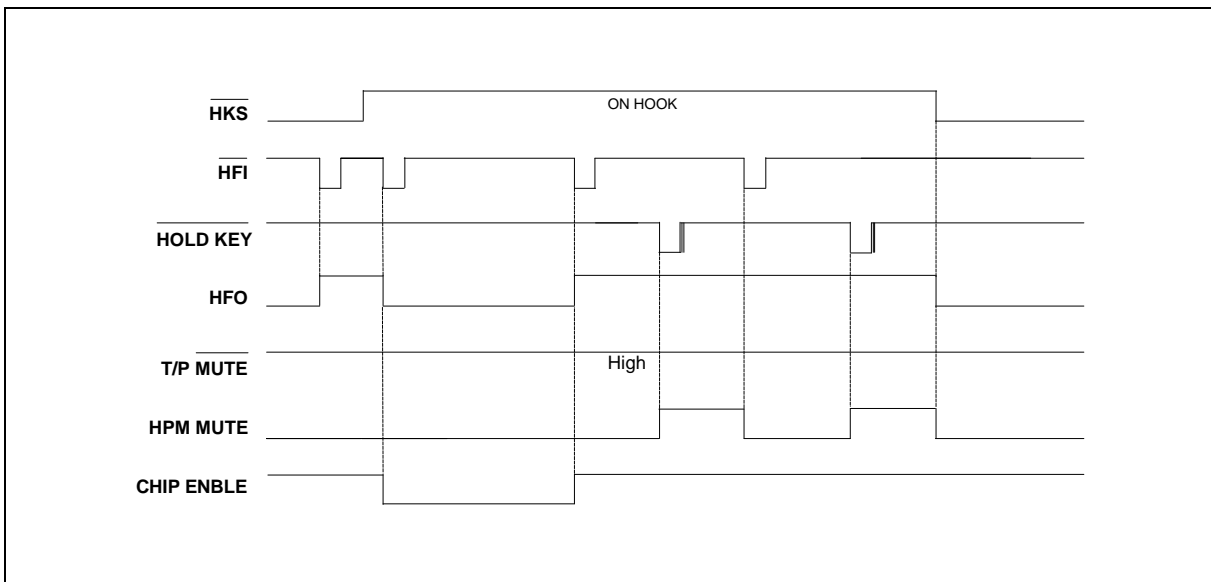 HKS
ON HOOK
HFI
HOLD KEY
HFO
T/P MUTE
High
HPM MUTE
CHIP ENBLE